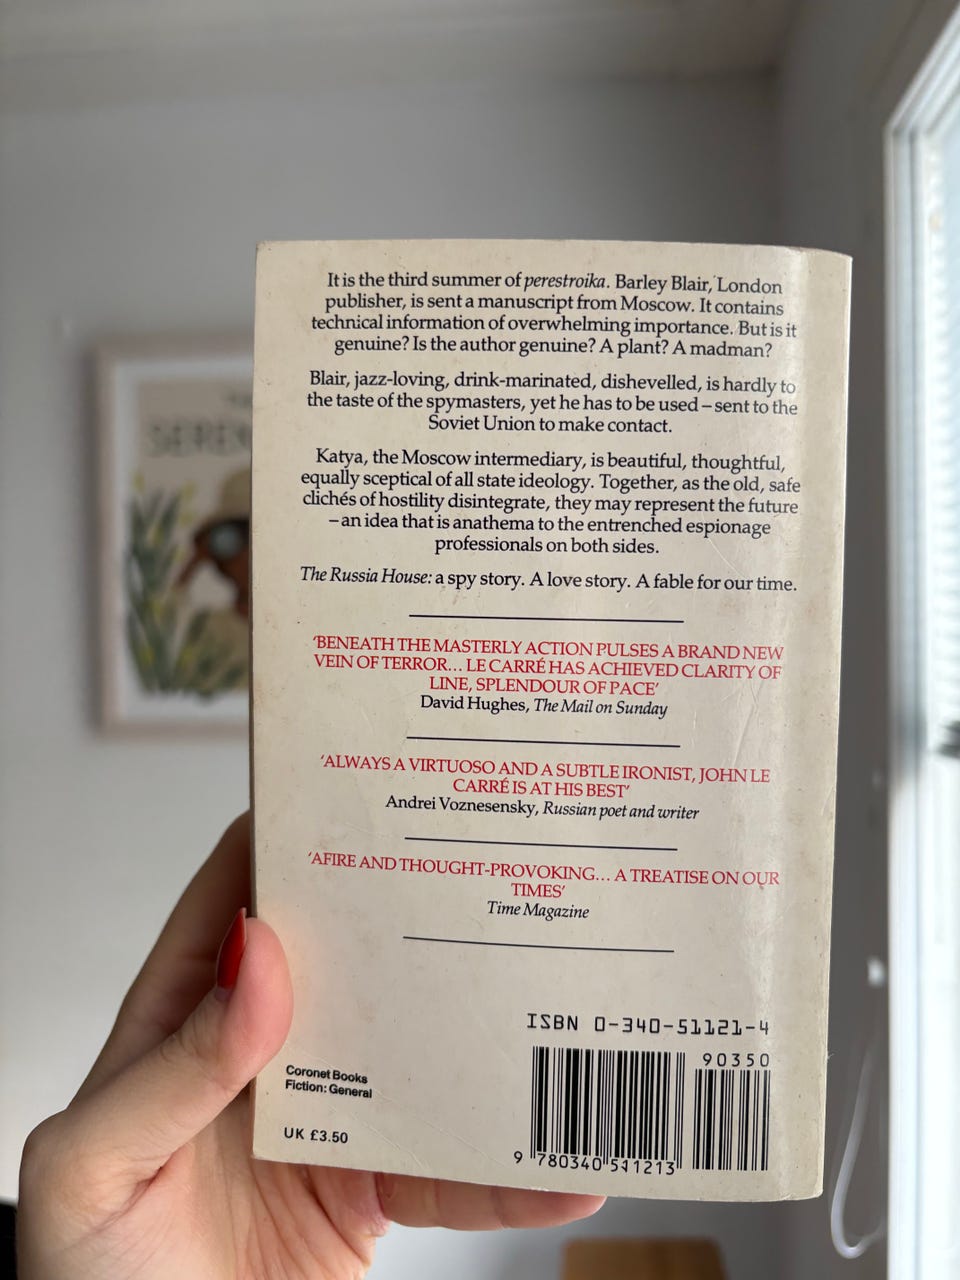 It is the third summer of perestroika. Barley Blair, London
publisher, is sent a manuscript from Moscow. It contains
technical information of overwhelming importance. But is it
genuine? Is the author genuine? A plant? A madman?
Blair, jazz-loving, drink-marinated, dishevelled, is hardly to
the taste of the spymasters, yet he has to be used – sent to the
Soviet Union to make contact.
Katya, the Moscow intermediary, is beautiful, thoughtful,
equally sceptical of all state ideology. Together, as the old, safe
clichés of hostility disintegrate, they may represent the future
– an idea that is anathema to the entrenched espionage
professionals on both sides.
The Russia House: a spy story. A love story. A fable for our time.
'BENEATH THE MASTERLY ACTION PULSES A BRAND NEW
VEIN OF TERROR... LE CARRÉ HAS ACHIEVED CLARITY OF
LINE, SPLENDOUR OF PACE'
David Hughes, The Mail on Sunday
'ALWAYS A VIRTUOSO AND A SUBTLE IRONIST, JOHN LE
CARRÉ IS AT HIS BEST'
Andrei Voznesensky, Russian poet and writer
'AFIRE AND THOUGHT-PROVOKING... A TREATISE ON OUR
TIMES'
Time Magazine
ISBN 0-340-51121-4
90350
Coronet Books
Fiction: General
UK £3.50
9 780340 511213